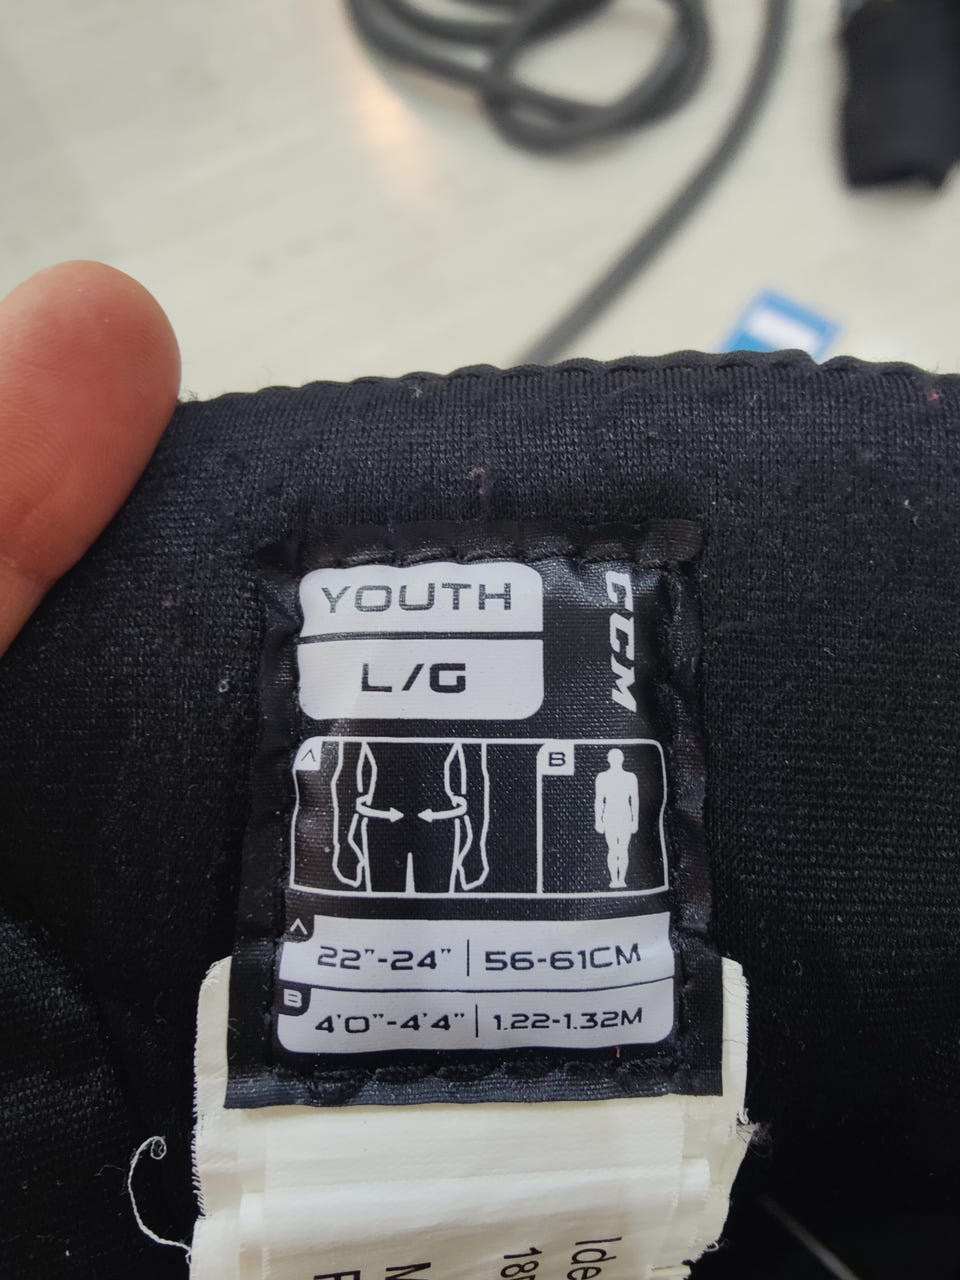 YOUTH
CCM
L/G
A
B
A
22"-24" | 56-61CM
B
4'0"-4'4" | 1.22-1.32M